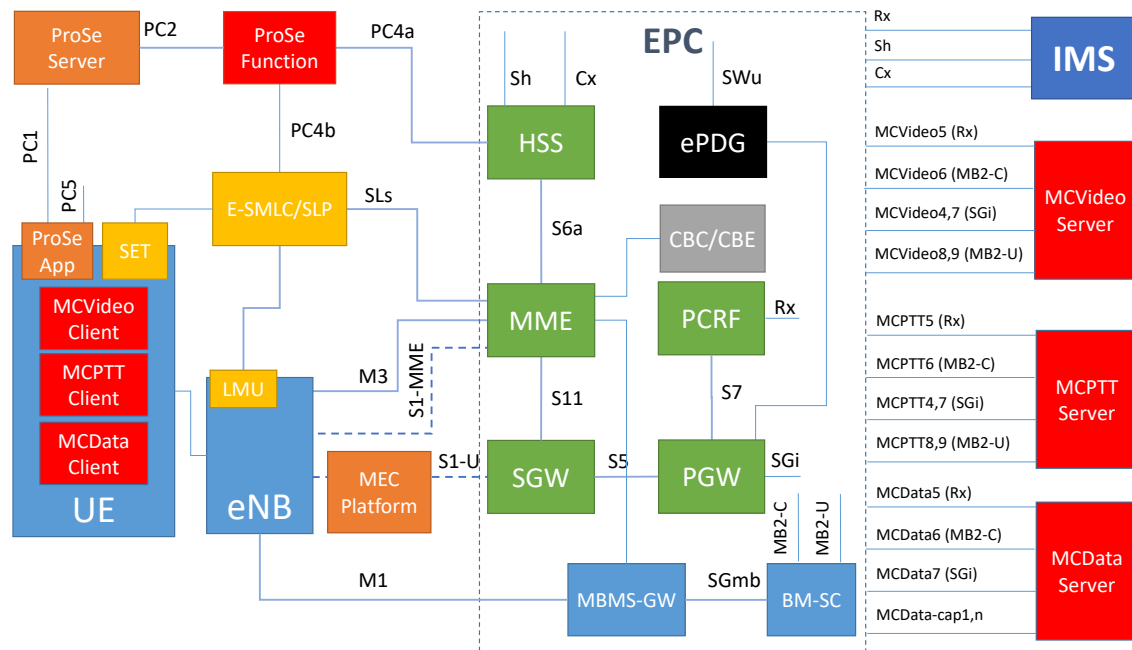 ProSe
Server
PC2
ProSe
Function
PC4a
EPC
Sh
Cx
SWu
Rx
Sh
Cx
IMS
PC1
PC5
PC4b
HSS
ePDG
E-SMLC/SLP
SLs
S6a
CBC/CBE
ProSe
App
SET
MCVideo
Client
MCPTT
Client
MCData
Client
UE
LMU
eNB
M3
S1-MME
MME
PCRF
Rx
S11
S7
MEC
Platform
S1-U
SGW
S5
PGW
SGi
MB2-C
MB2-U
M1
MBMS-GW
SGmb
BM-SC
MCVideo5 (Rx)
MCVideo6 (MB2-C)
MCVideo4,7 (SGi)
MCVideo8,9 (MB2-U)
MCVideo
Server
MCPTT5 (Rx)
MCPTT6 (MB2-C)
MCPTT4,7 (SGi)
MCPTT8,9 (MB2-U)
MCPTT
Server
MCData5 (Rx)
MCData6 (MB2-C)
MCData7 (SGi)
MCData-cap1,n
MCData
Server